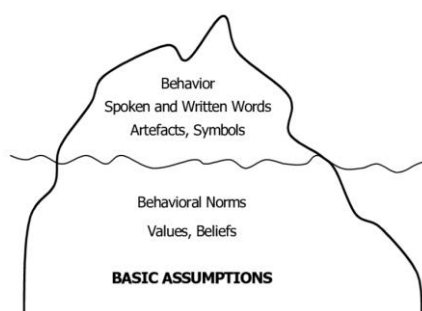 Behavior
Spoken and Written Words
Artefacts, Symbols
Behavioral Norms
Values, Beliefs
BASIC ASSUMPTIONS